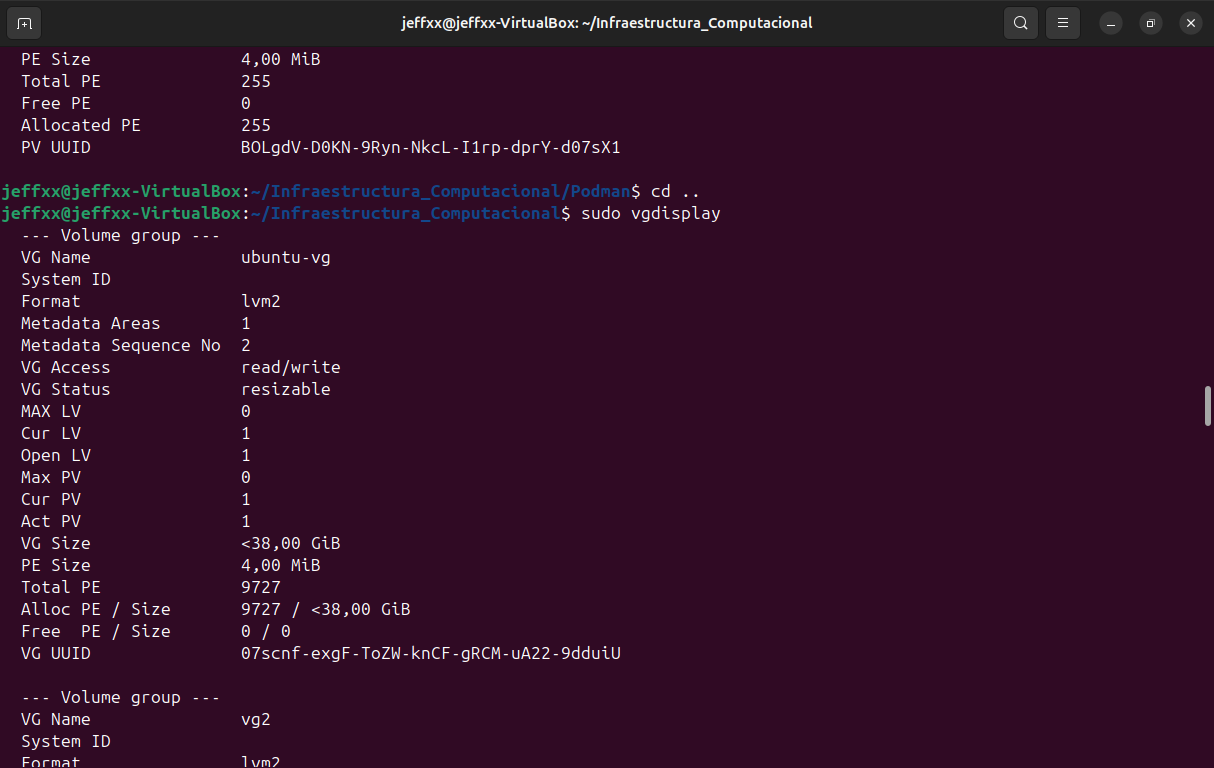 jeffxx@jeffxx-VirtualBox: ~/Infraestructura_Computacional
PE Size               4,00 MiB
Total PE              255
Free PE               0
Allocated PE          255
PV UUID               BOLgdV-D0KN-9Ryn-NkcL-I1rp-dprY-d07sX1
jeffxx@jeffxx-VirtualBox:~/Infraestructura_Computacional/Podman$ cd ..
jeffxx@jeffxx-VirtualBox:~/Infraestructura_Computacional$ sudo vgdisplay
--- Volume group ---
VG Name               ubuntu-vg
System ID
Format                lvm2
Metadata Areas        1
Metadata Sequence No  2
VG Access             read/write
VG Status             resizable
MAX LV                0
Cur LV                1
Open LV               1
Max PV                0
Cur PV                1
Act PV                1
VG Size               <38,00 GiB
PE Size               4,00 MiB
Total PE              9727
Alloc PE / Size       9727 / <38,00 GiB
Free  PE / Size       0 / 0
VG UUID               07scnf-exgF-ToZW-knCF-gRCM-uA22-9dduiU
--- Volume group ---
VG Name               vg2
System ID
Format                lvm2